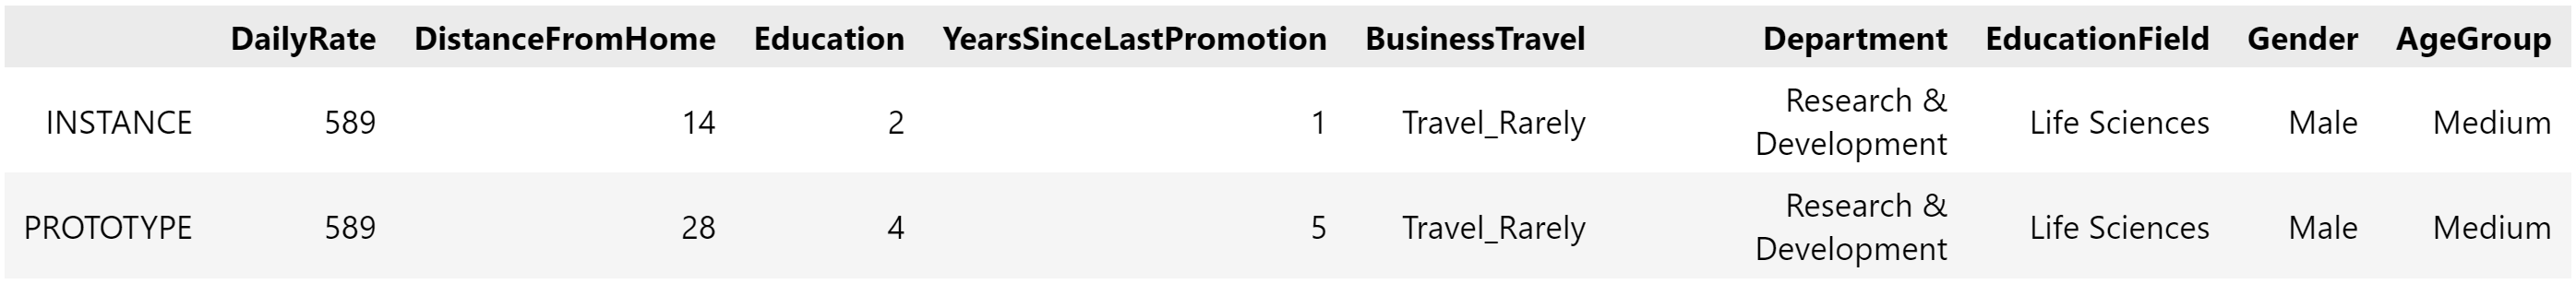 DailyRate DistanceFromHome Education YearsSinceLastPromotion BusinessTravel Department EducationField Gender AgeGroup
INSTANCE 589 14 2 1 Travel_Rarely Research & Development Life Sciences Male Medium
PROTOTYPE 589 28 4 5 Travel_Rarely Research & Development Life Sciences Male Medium